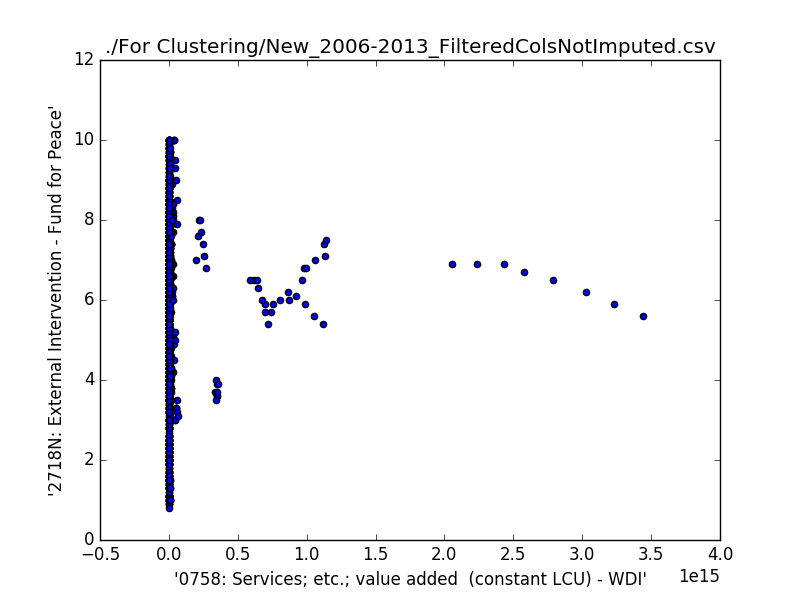 ./For Clustering/New_2006-2013_FilteredColsNotImputed.csv
12
10
8
6
4
2
0
'2718N: External Intervention - Fund for Peace'
−0.5 0.0 0.5 1.0 1.5 2.0 2.5 3.0 3.5 4.0
'0758: Services; etc.; value added  (constant LCU) - WDI' 1e15